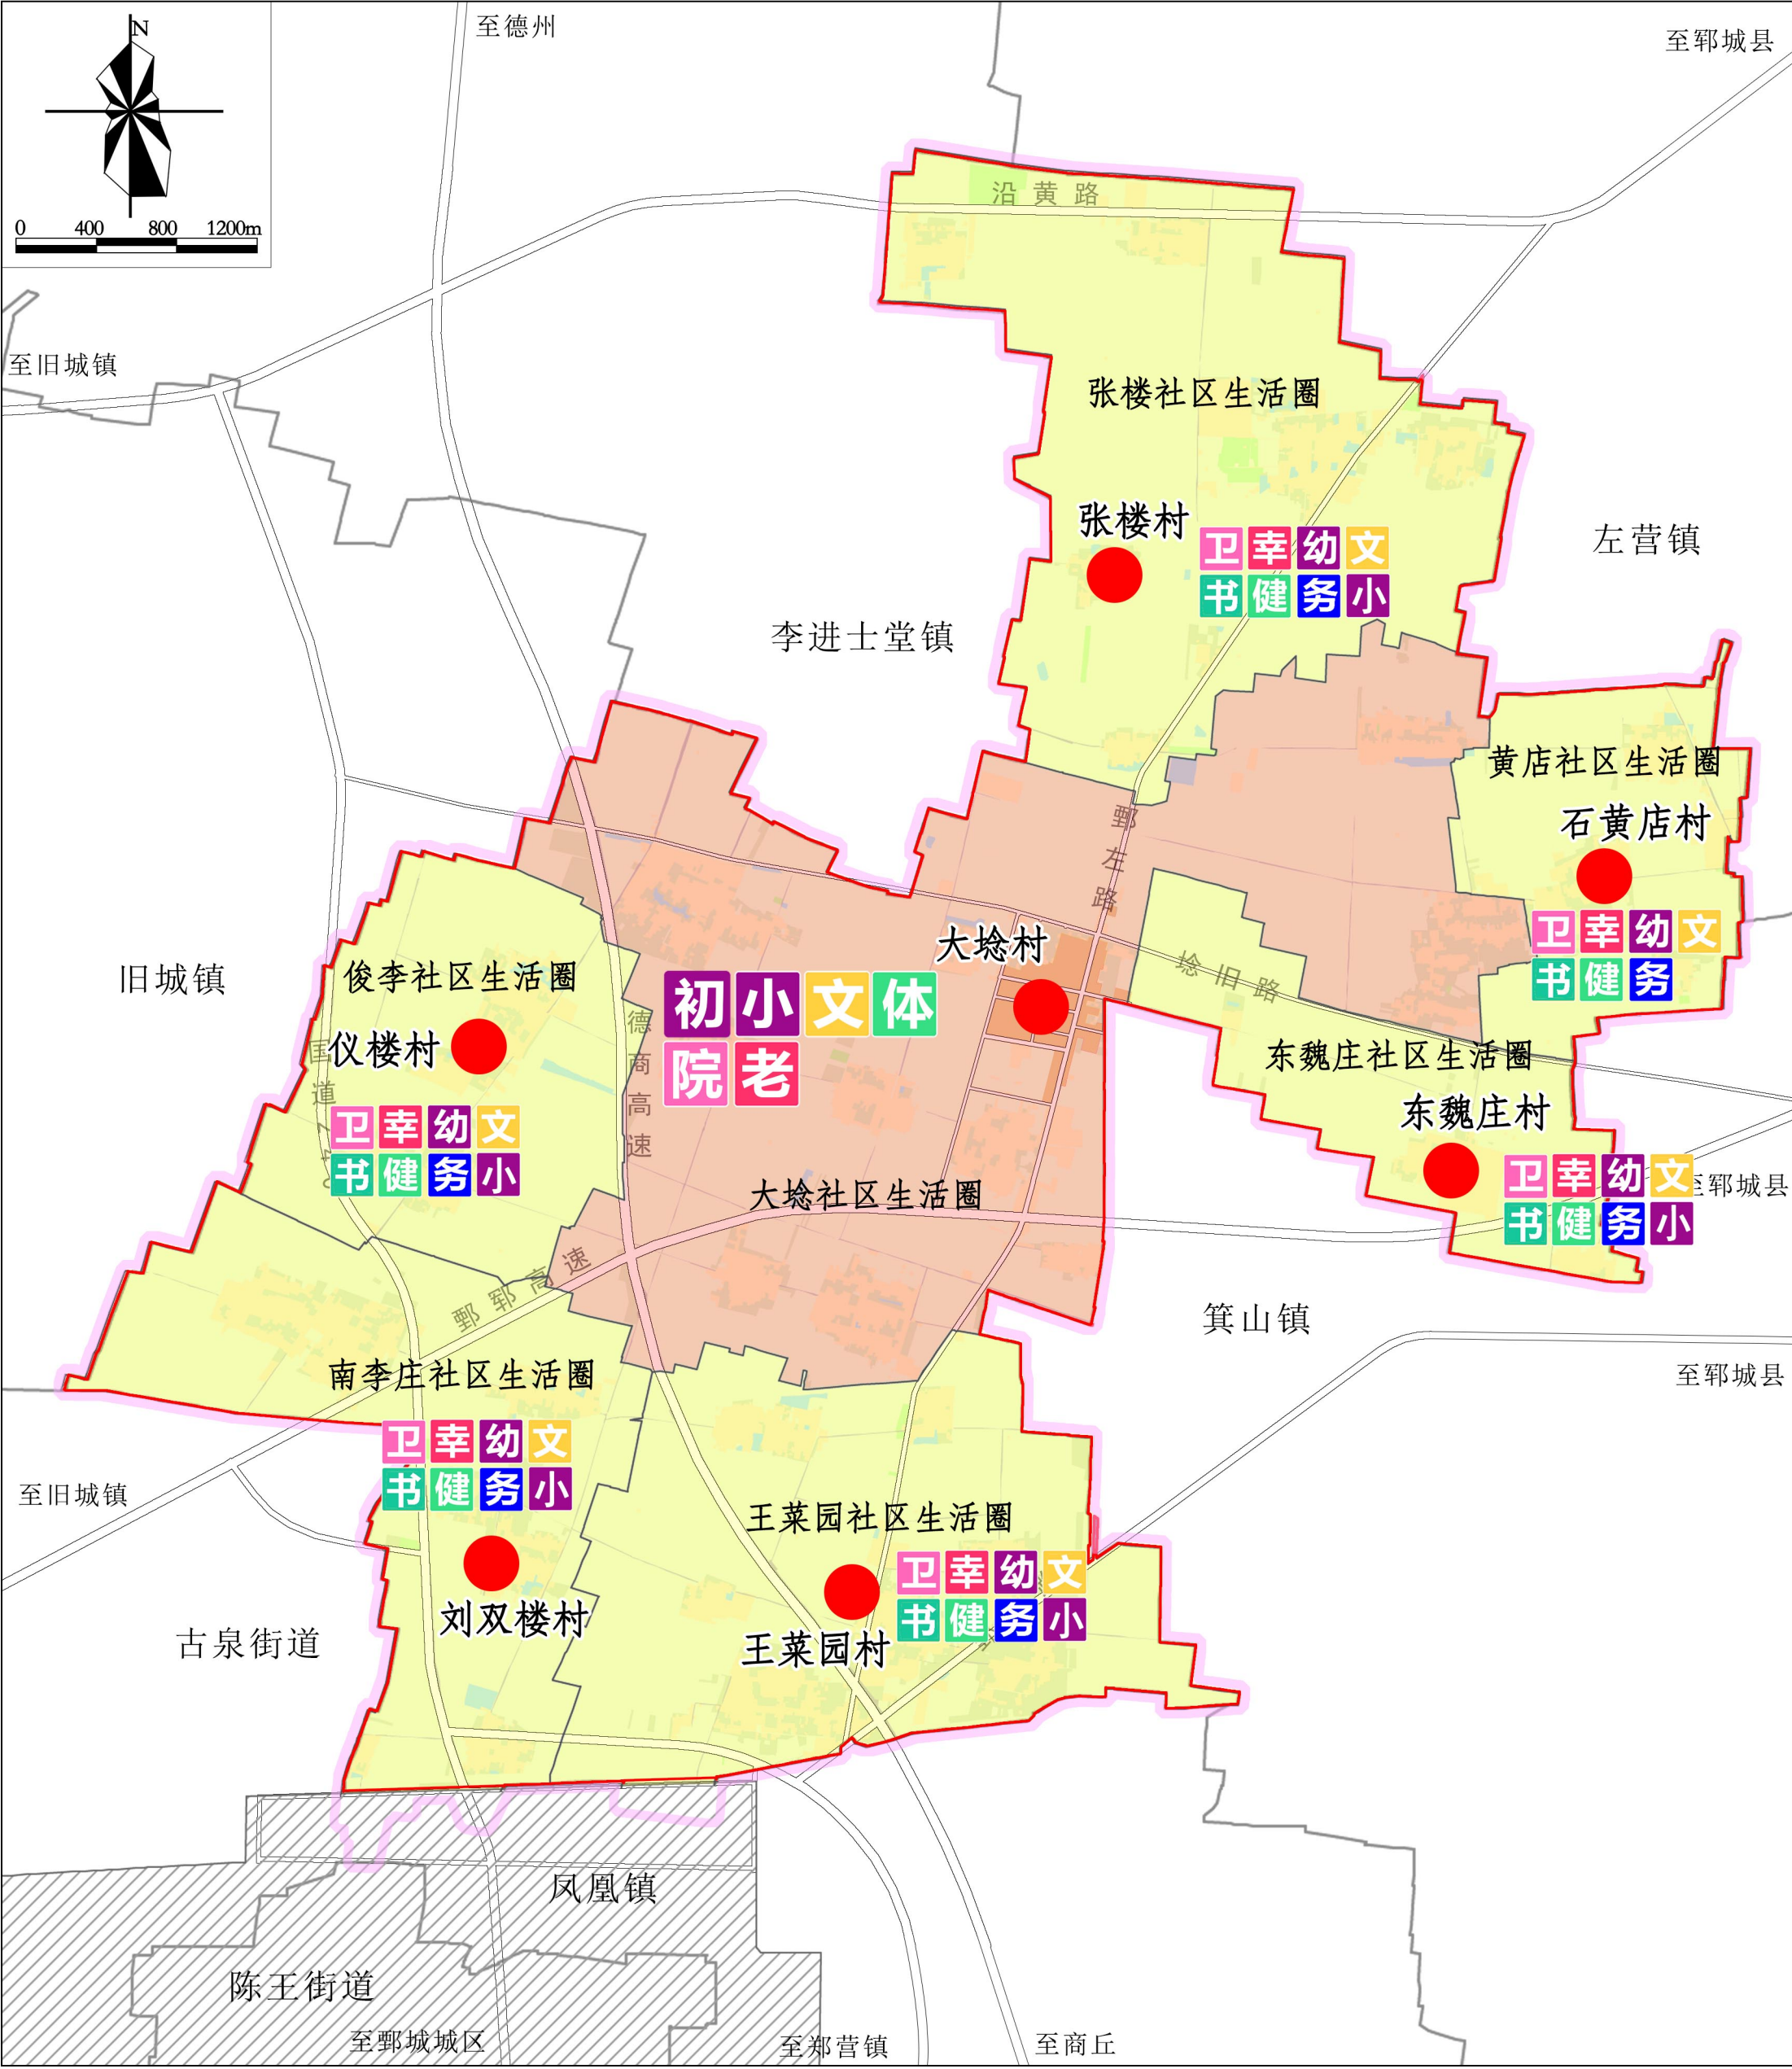 N
至德州
至郓城县
0 400 800 1200m
沿黄路
至旧城镇
张楼社区生活圈
张楼村
卫幸幼文
书健务小
左营镇
李进士堂镇
黄店社区生活圈
石黄店村
卫幸幼文
书健务
鄄左路
大埝村
埝旧路
初小文体
院老
旧城镇
俊李社区生活圈
仪楼村
国道
德商高速
卫幸幼文
书健务小
东魏庄社区生活圈
东魏庄村
卫幸幼文
书健务小
至郓城县
大埝社区生活圈
鄄郓高速
箕山镇
至郓城县
南李庄社区生活圈
卫幸幼文
书健务小
至旧城镇
刘双楼村
王菜园社区生活圈
卫幸幼文
书健务小
王菜园村
古泉街道
凤凰镇
陈王街道
至鄄城城区
至郑营镇
至商丘